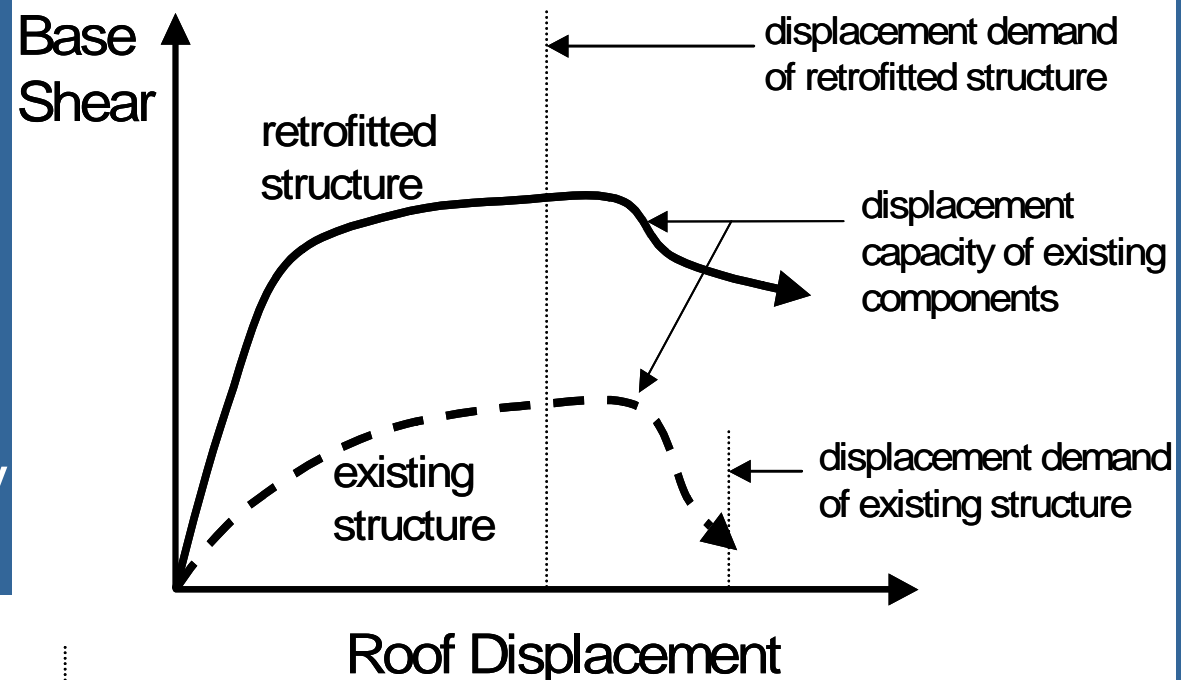 Base
Shear
displacement demand
of retrofitted structure
retrofitted
structure
displacement
capacity of existing
components
existing
structure
displacement demand
of existing structure
Roof Displacement